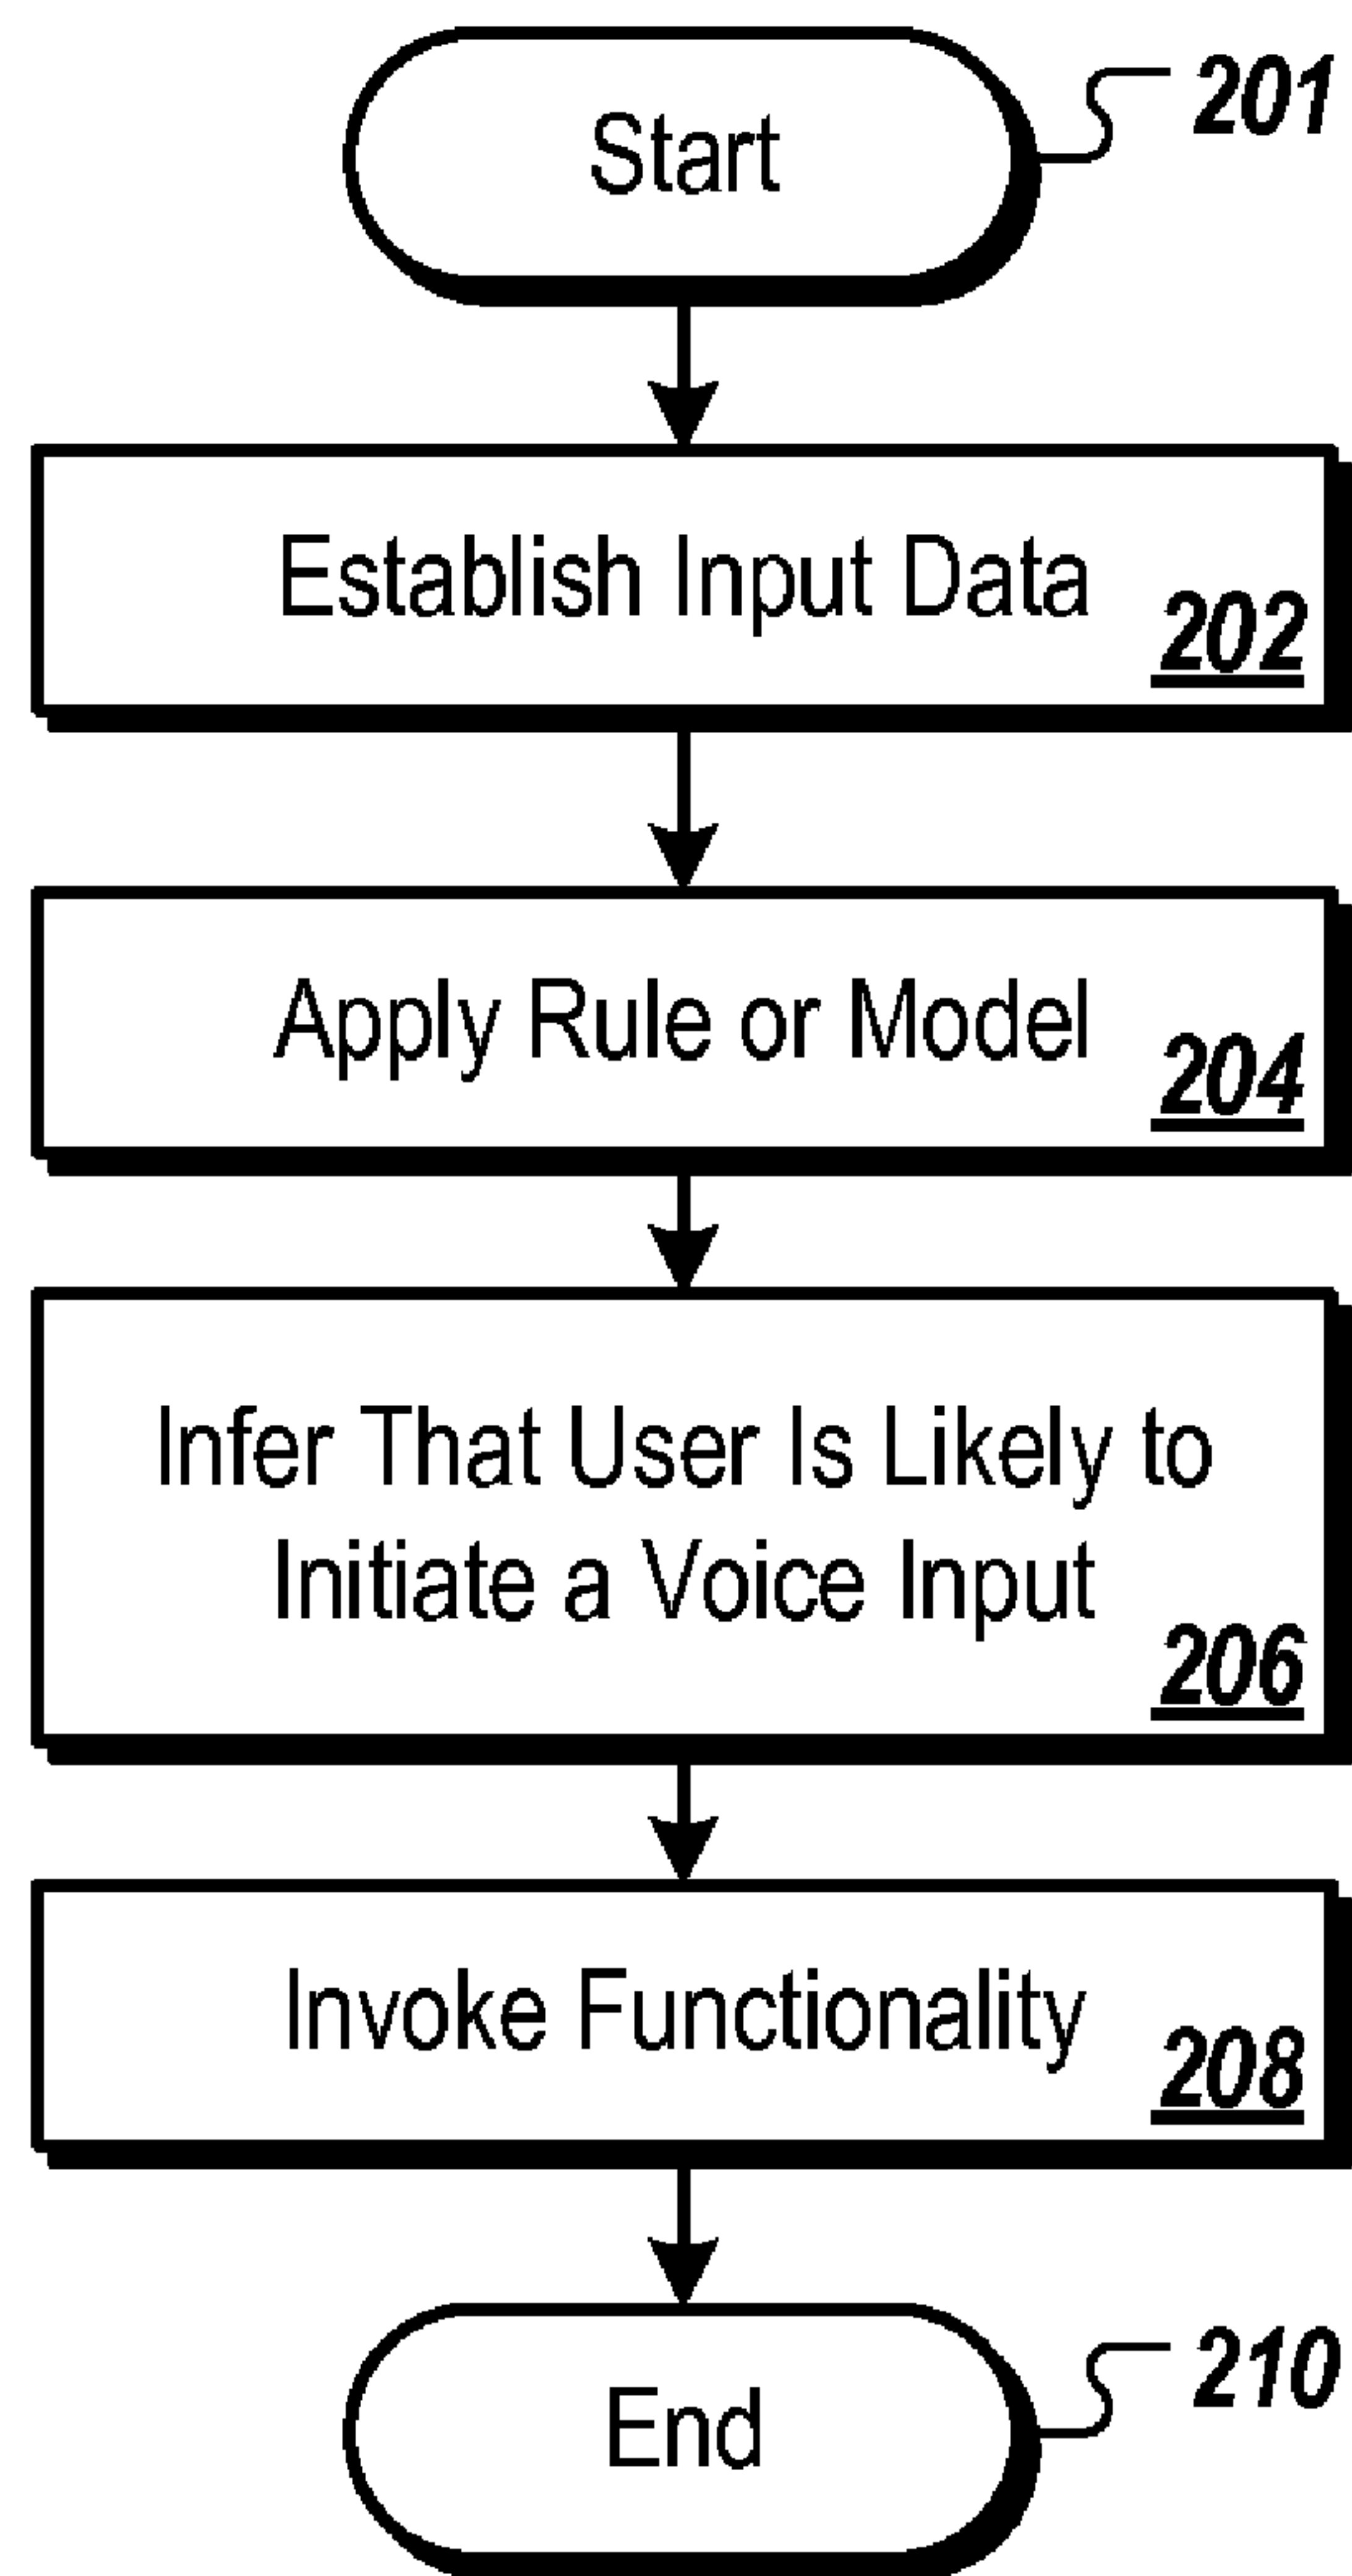 Start
201
Establish Input Data
202
Apply Rule or Model
204
Infer That User Is Likely to
Initiate a Voice Input
206
Invoke Functionality
208
End
210